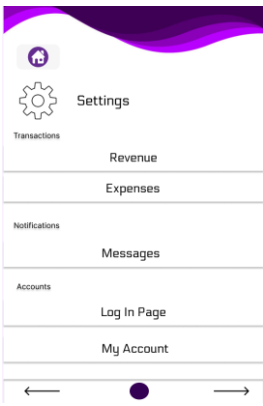 Settings
Transactions
Revenue
Expenses
Notifications
Messages
Accounts
Log In Page
My Account